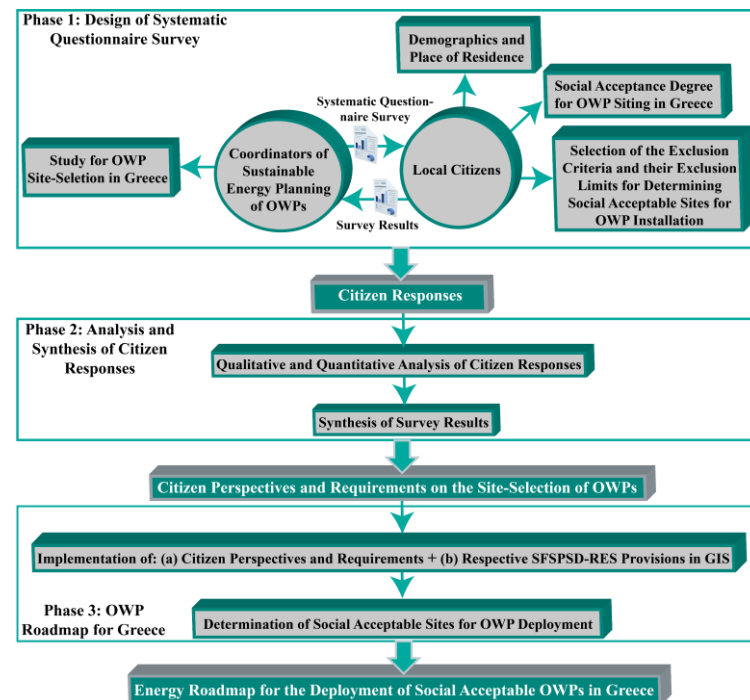 Phase 1: Design of Systematic
Questionnaire Survey
Demographics and
Place of Residence
Systematic Question-
naire Survey
Social Acceptance Degree
for OWP Siting in Greece
Study for OWP
Site-Seletion in Greece
Coordinators of
Sustainable
Energy Planning
of OWPs
Local Citizens
Selection of the Exclusion
Criteria and their Exclusion
Limits for Determining
Social Acceptable Sites for
OWP Installation
Survey Results
Citizen Responses
Phase 2: Analysis and
Synthesis of Citizen
Responses
Qualitative and Quantitative Analysis of Citizen Responses
Synthesis of Survey Results
Citizen Perspectives and Requirements on the Site-Selection of OWPs
Implementation of: (a) Citizen Perspectives and Requirements + (b) Respective SFSPSD-RES Provisions in GIS
Phase 3: OWP
Roadmap for Greece
Determination of Social Acceptable Sites for OWP Deployment
Energy Roadmap for the Deployment of Social Acceptable OWPs in Greece